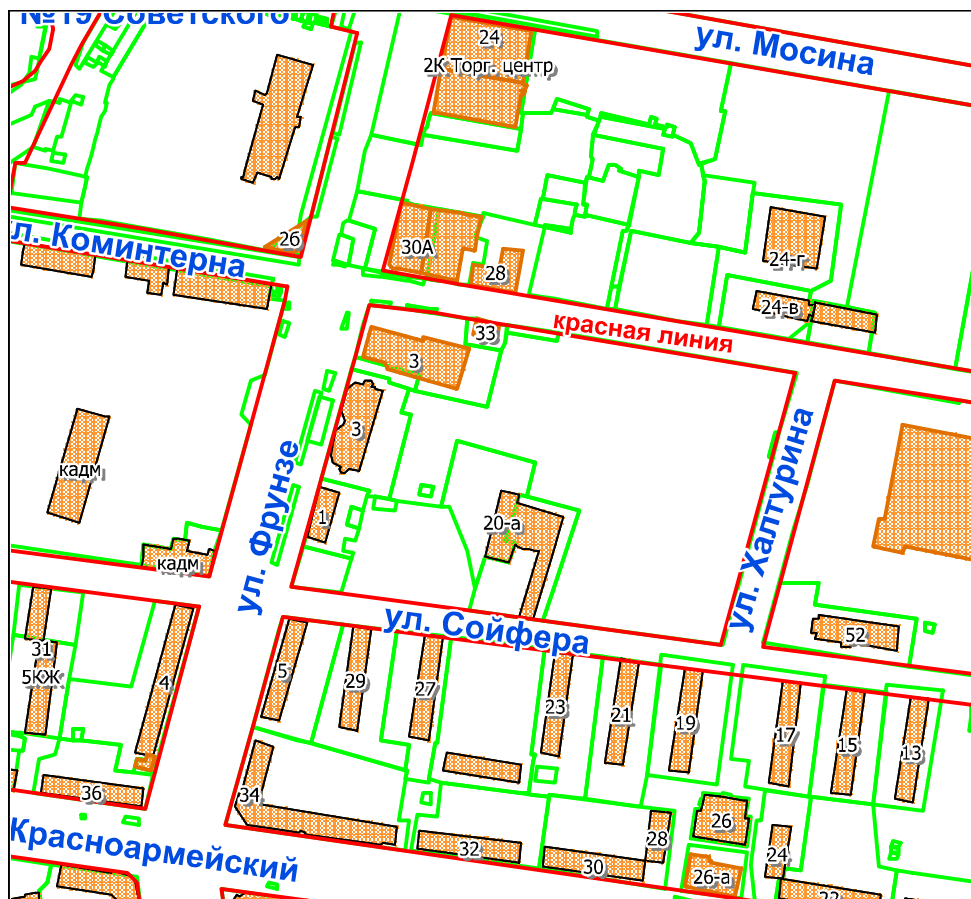 №19 Советского
24
2К Торг. центр
ул. Мосина
26
л. Коминтерна
30А
28
24-г
24-в
33
красная линия
3
3
кадм
1
20-а
ул. Фрунзе
ул. Халтурина
кадм
ул. Сойфера
52
31
5КЖ
4
5
29
27
23
21
19
17
15
13
36
34
Красноармейский
32
30
28
26
26-а
24
22